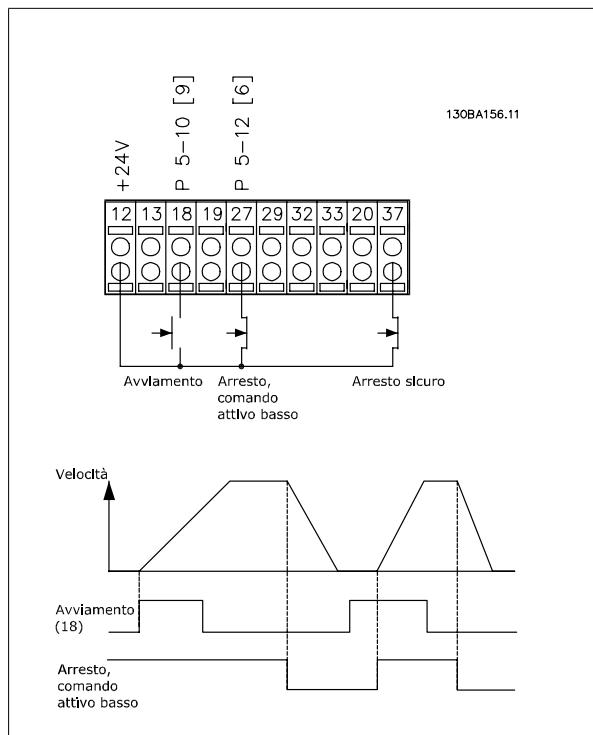 130BA156.11
+24V
P 5-10 [9]
P 5-12 [6]
12 13 18 19 27 29 32 33 20 37
Avviamento
Arresto,
comando
attivo basso
Arresto sicuro
Velocità
Avviamento
(18)
Arresto,
comando
attivo basso